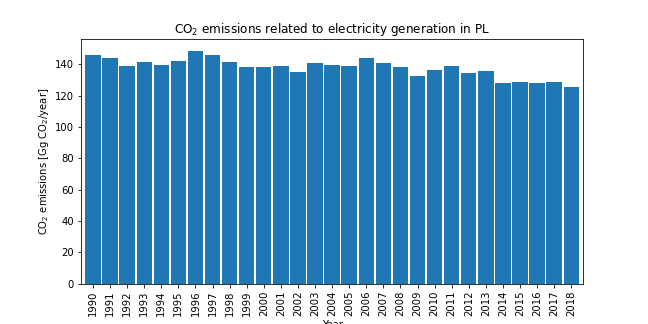 CO₂ emissions related to electricity generation in PL
CO₂ emissions [Gg CO₂/year]
140
120
100
80
60
40
20
0
1990 1991 1992 1993 1994 1995 1996 1997 1998 1999 2000 2001 2002 2003 2004 2005 2006 2007 2008 2009 2010 2011 2012 2013 2014 2015 2016 2017 2018
Year